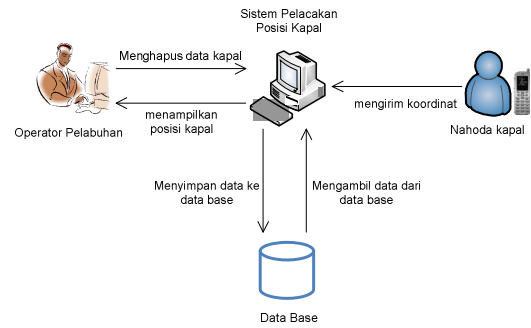 Sistem Pelacakan
Posisi Kapal
Menghapus data kapal
menampilkan
posisi kapal
mengirim koordinat
Operator Pelabuhan
Nahoda kapal
Menyimpan data ke
data base
Mengambil data dari
data base
Data Base